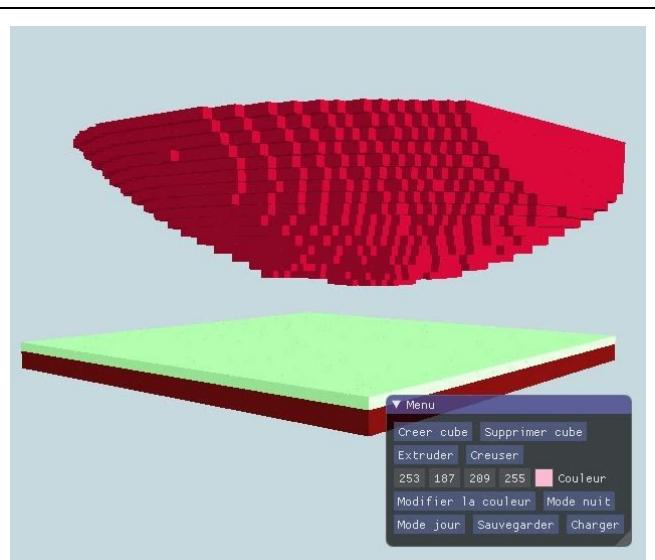 ▼ Menu
Creer cube Supprimer cube
Extruder Creuser
253 187 209 255 Couleur
Modifier la couleur Mode nuit
Mode jour Sauvegarder Charger